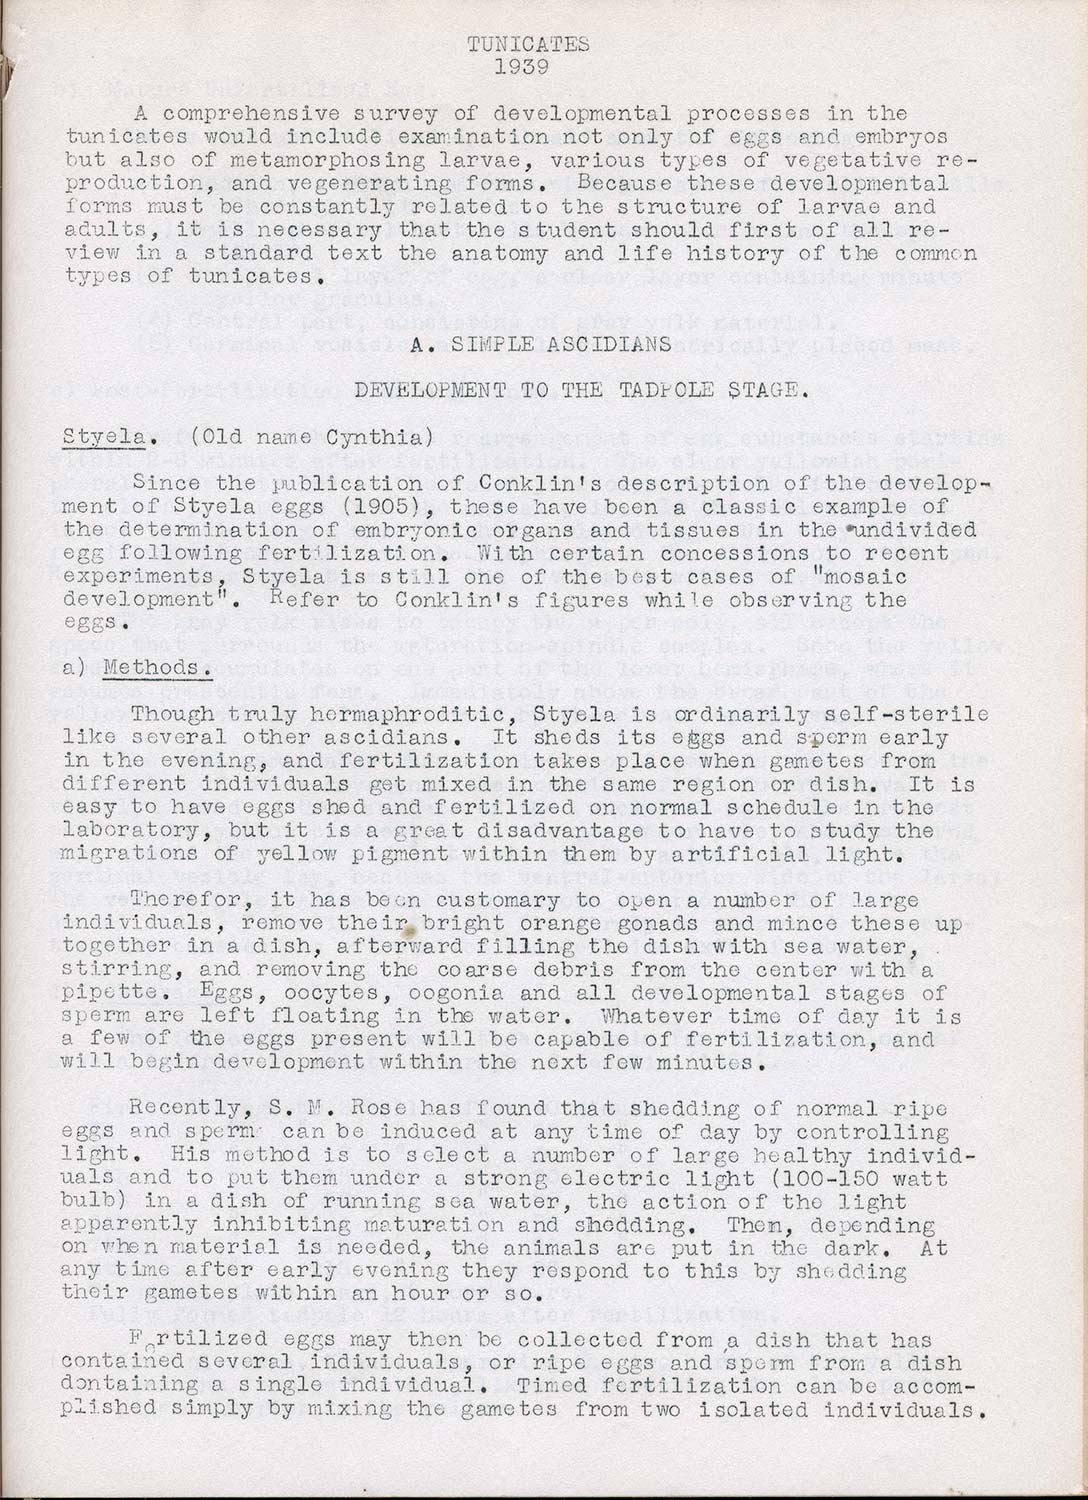 TUNICATES
1939
A comprehensive survey of developmental processes in the
tunicates would include examination not only of eggs and embryos
but also of metamorphosing larvae, various types of vegetative re-
production, and vegenerating forms. Because these developmental
forms must be constantly related to the structure of larvae and
adults, it is necessary that the student should first of all re-
view in a standard text the anatomy and life history of the common
types of tunicates.
A. SIMPLE ASCIDIANS
DEVELOPMENT TO THE TADPOLE STAGE.
Styela. (Old name Cynthia)
Since the publication of Conklin's description of the develop-
ment of Styela eggs (1905), these have been a classic example of
the determination of embryonic organs and tissues in the undivided
egg following fertilization. With certain concessions to recent
experiments, Styela is still one of the best cases of "mosaic
development". Refer to Conklin's figures while observing the
eggs.
a) Methods.
Though truly hermaphroditic, Styela is ordinarily self-sterile
like several other ascidians. It sheds its eggs and sperm early
in the evening, and fertilization takes place when gametes from
different individuals get mixed in the same region or dish. It is
easy to have eggs shed and fertilized on normal schedule in the
laboratory, but it is a great disadvantage to have to study the
migrations of yellow pigment within them by artificial light.
Therefor, it has been customary to open a number of large
individuals, remove their bright orange gonads and mince these up
together in a dish, afterward filling the dish with sea water,
stirring, and removing the coarse debris from the center with a
pipette. Eggs, oocytes, oogonia and all developmental stages of
sperm are left floating in the water. Whatever time of day it is
a few of the eggs present will be capable of fertilization, and
will begin development within the next few minutes.
Recently, S. M. Rose has found that shedding of normal ripe
eggs and sperm can be induced at any time of day by controlling
light. His method is to select a number of large healthy individ-
uals and to put them under a strong electric light (100-150 watt
bulb) in a dish of running sea water, the action of the light
apparently inhibiting maturation and shedding. Then, depending
on when material is needed, the animals are put in the dark. At
any time after early evening they respond to this by shedding
their gametes within an hour or so.
Fertilized eggs may then be collected from a dish that has
contained several individuals, or ripe eggs and sperm from a dish
dontaining a single individual. Timed fertilization can be accom-
plished simply by mixing the gametes from two isolated individuals.